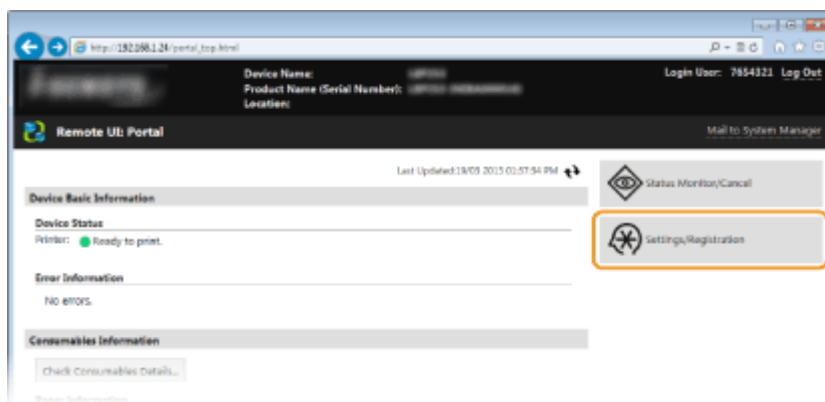 http://192.168.1.24/portal_top.html
Device Name:
Product Name (Serial Number):
Location:
Login User: 7654321 Log Out
Remote UI: Portal
Mail to System Manager
Last Updated:19/03 2015 01:57:54 PM
Status Monitor/Cancel
Device Basic Information
Device Status
Printer: Ready to print.
Settings/Registration
Error Information
No errors.
Consumables Information
Check Consumables Details...
Paper Information